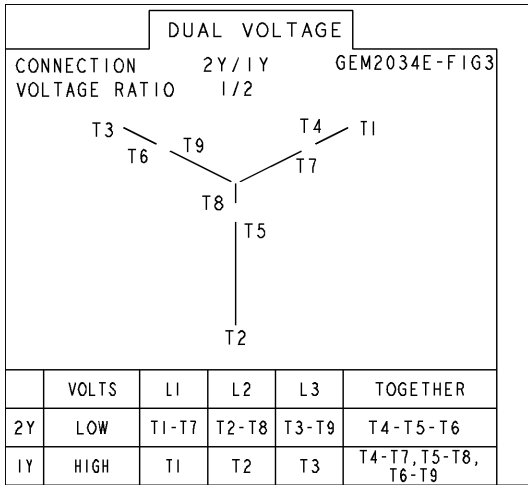 DUAL VOLTAGE
CONNECTION 2Y/1Y GEM2034E-FIG3
VOLTAGE RATIO 1/2
T3 T4 T1
T6 T9 T7
T8
T5
T2
VOLTS L1 L2 L3 TOGETHER
2Y LOW T1-T7 T2-T8 T3-T9 T4-T5-T6
1Y HIGH T1 T2 T3 T4-T7,T5-T8,
T6-T9